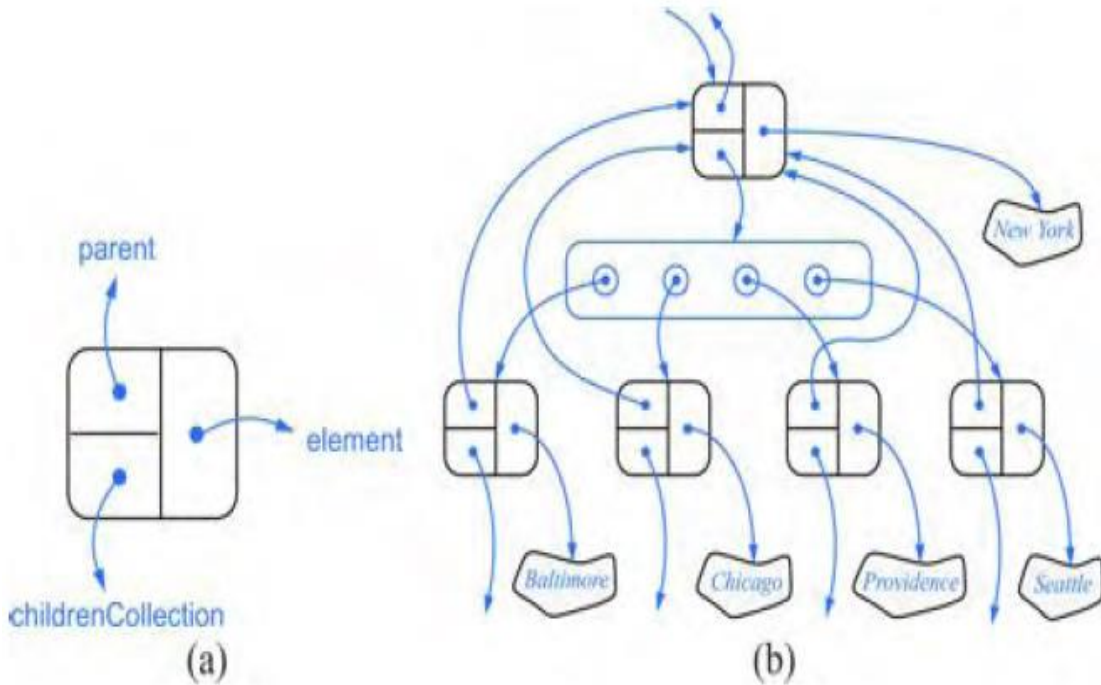 parent
element
childrenCollection
(a)
New York
Baltimore
Chicago
Providence
Seattle
(b)